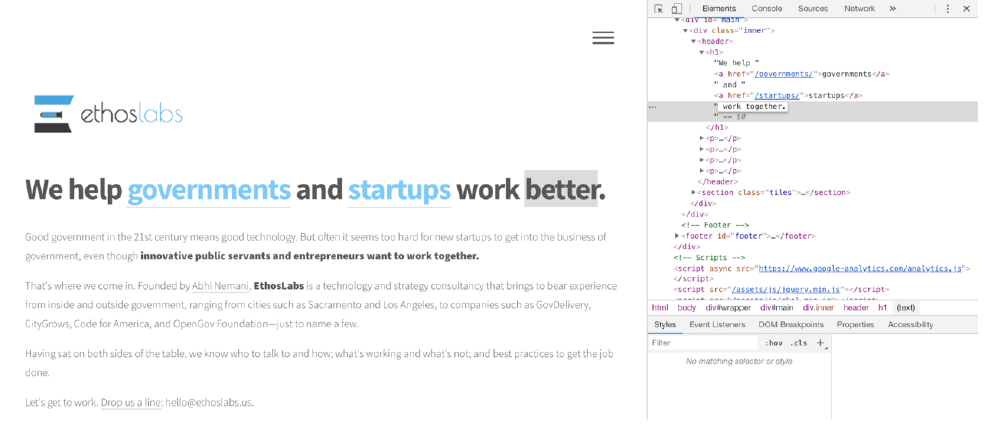 Elements Console Sources Network »
<div id="main">
ethoslabs
We help governments and startups work better.
Good government in the 21st century means good technology. But often it seems too hard for new startups to get into the business of
government, even though innovative public servants and entrepreneurs want to work together.
That's where we come in. Founded by Abhi Nemani, EthosLabs is a technology and strategy consultancy that brings to bear experience
from inside and outside government, ranging from cities such as Sacramento and Los Angeles, to companies such as GovDelivery,
CityGrows, Code for America, and OpenGov Foundation—just to name a few.
Having sat on both sides of the table, we know who to talk to and how; what's working and what's not; and best practices to get the job
done.
Let's get to work. Drop us a line: hello@ethoslabs.us.
<div class="inner">
<header>
<h1>
"We help "
<a href="/governments/">governments</a>
" and "
<a href="/startups/">startups</a>
" work together.
" == $0
</h1>
<p>…</p>
<p>…</p>
<p>…</p>
<p>…</p>
</header>
<section class="tiles">…</section>
</div>
</div>
<!-- Footer -->
<footer id="footer">…</footer>
</div>
<!-- Scripts -->
<script async src="https://www.google-analytics.com/analytics.js">
</script>
<script src="/assets/js/jquery.min.js"></script>
html body div#wrapper div#main div.inner header h1 (text)
Styles Event Listeners DOM Breakpoints Properties Accessibility
Filter :hov .cls +
No matching selector or style